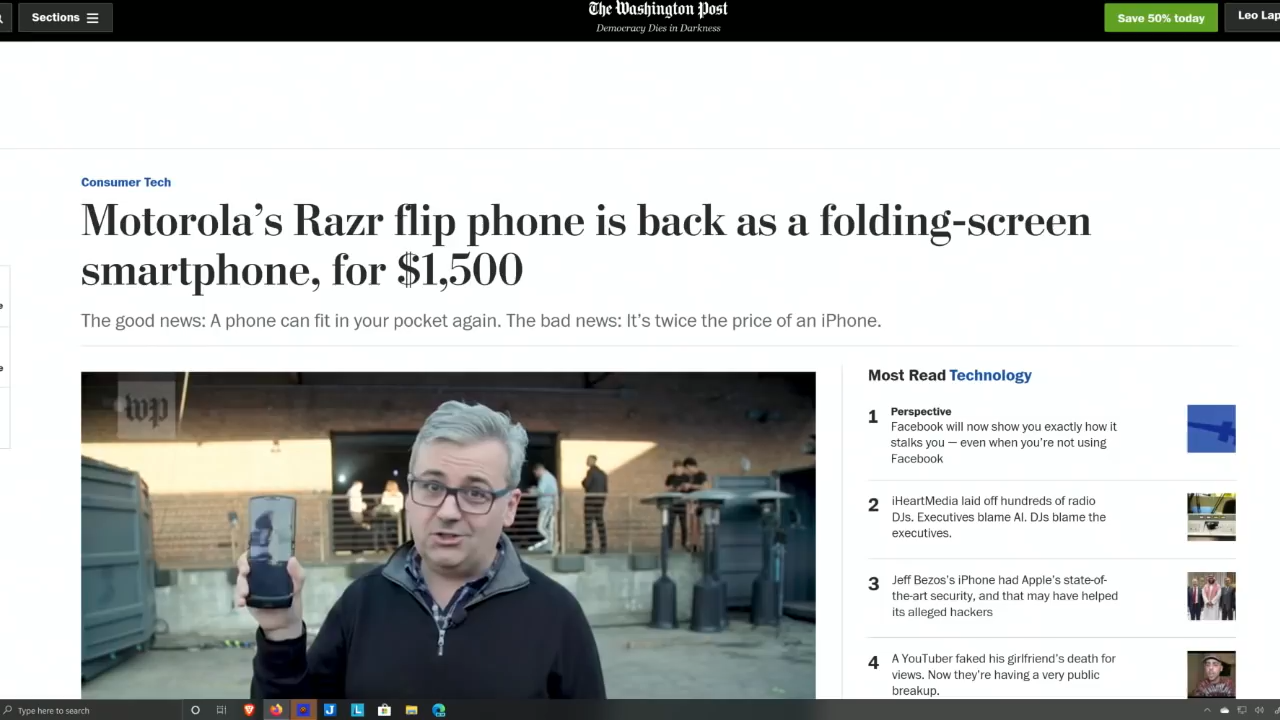 Sections
The Washington Post
Democracy Dies in Darkness
Save 50% today
Leo Lap
Consumer Tech
Motorola’s Razr flip phone is back as a folding-screen
smartphone, for $1,500
The good news: A phone can fit in your pocket again. The bad news: It’s twice the price of an iPhone.
wp
Most Read Technology
1
Perspective
Facebook will now show you exactly how it
stalks you — even when you’re not using
Facebook
2
iHeartMedia laid off hundreds of radio
DJs. Executives blame AI. DJs blame the
executives.
3
Jeff Bezos’s iPhone had Apple’s state-of-
the-art security, and that may have helped
its alleged hackers
4
A YouTuber faked his girlfriend’s death for
views. Now they’re having a very public
breakup.
Type here to search